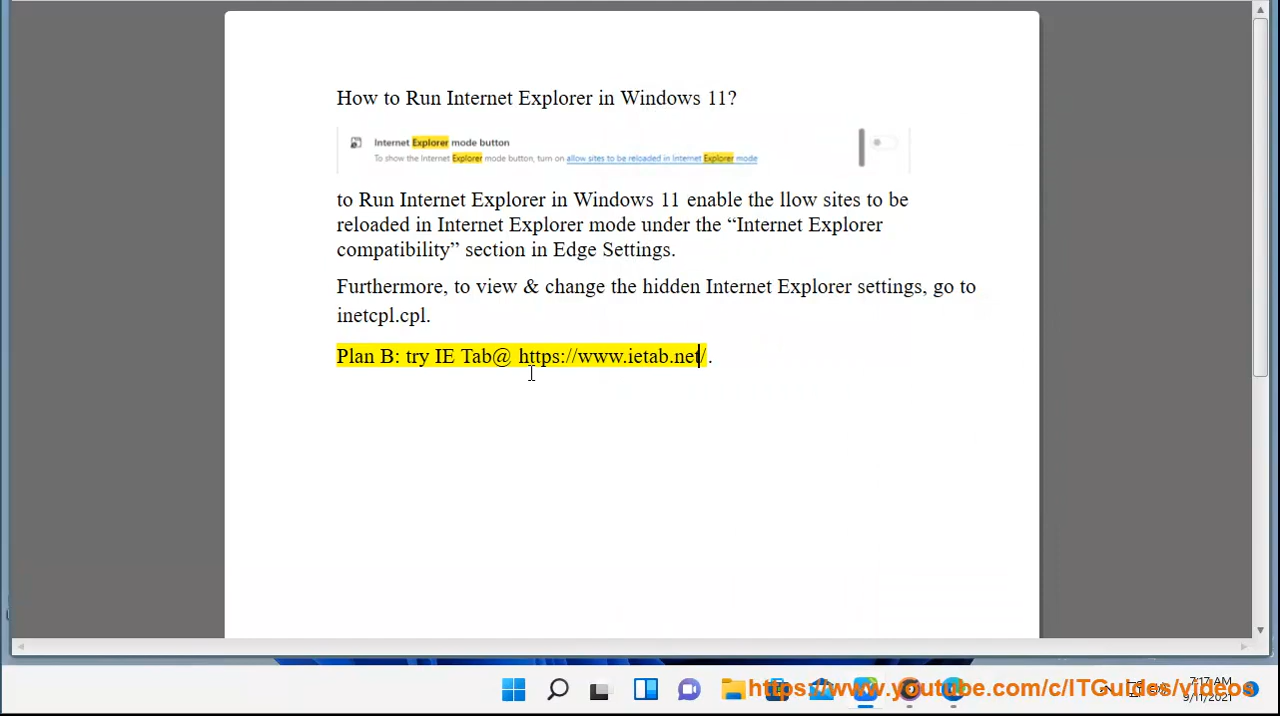 How to Run Internet Explorer in Windows 11?
Internet Explorer mode button
To show the Internet Explorer mode button, turn on allow sites to be reloaded in Internet Explorer mode
to Run Internet Explorer in Windows 11 enable the llow sites to be
reloaded in Internet Explorer mode under the “Internet Explorer
compatibility” section in Edge Settings.
Furthermore, to view & change the hidden Internet Explorer settings, go to
inetcpl.cpl.
Plan B: try IE Tab@ https://www.ietab.net/.
https://www.youtube.com/c/ITGuides/videos
7:17 AM
9/11/2021